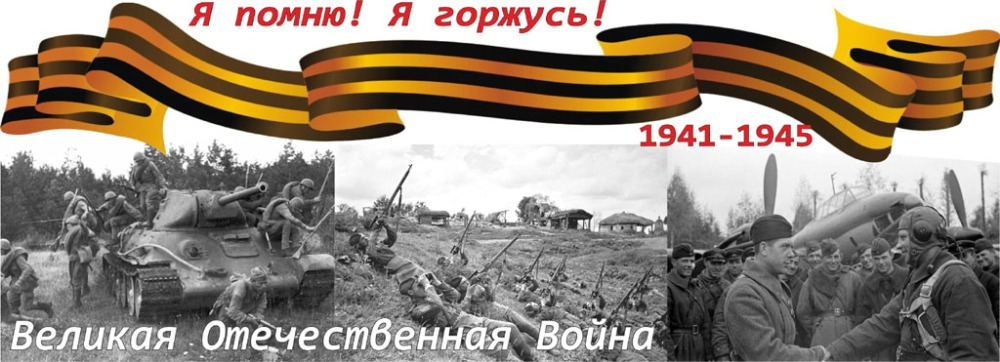 Я помню! Я горжусь!
1941-1945
Великая Отечественная Война